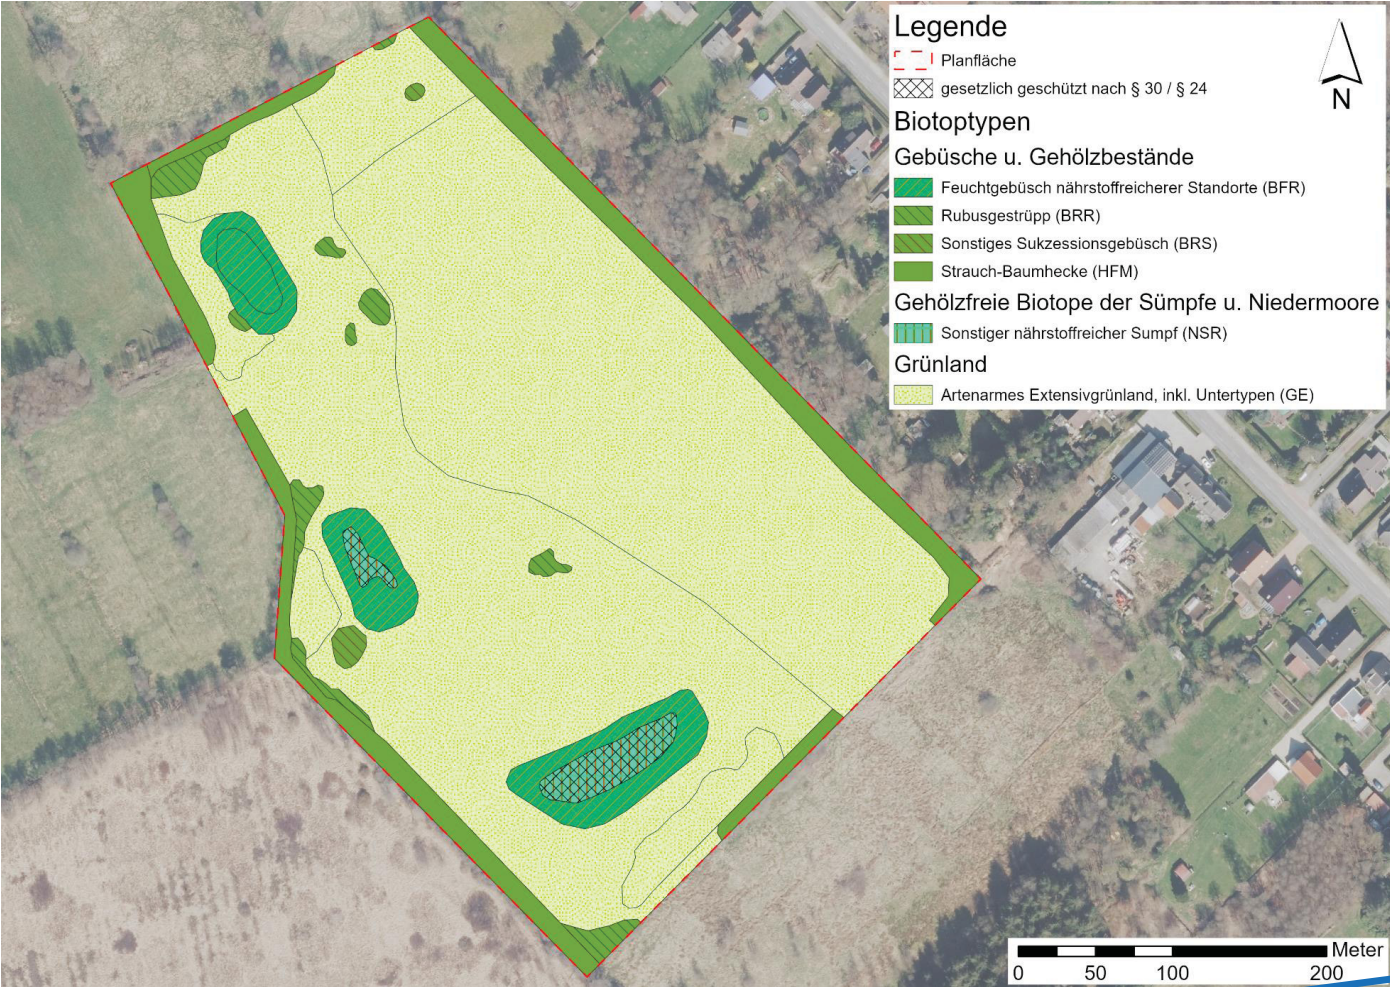 Legende
Planfläche
gesetzlich geschützt nach § 30 / § 24
N
Biotoptypen
Gebüsche u. Gehölzbestände
Feuchtgebüsch nährstoffreicherer Standorte (BFR)
Rubusgestrüpp (BRR)
Sonstiges Sukzessionsgebüsch (BRS)
Strauch-Baumhecke (HFM)
Gehölzfreie Biotope der Sümpfe u. Niedermoore
Sonstiger nährstoffreicher Sumpf (NSR)
Grünland
Artenarmes Extensivgrünland, inkl. Untertypen (GE)
Meter
0 50 100 200